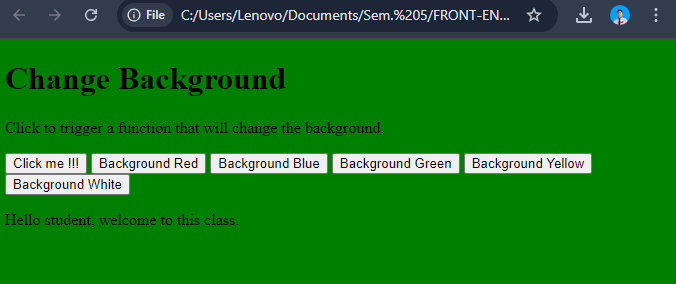 File C:/Users/Lenovo/Documents/Sem.%205/FRONT-EN...
Change Background
Click to trigger a function that will change the background.
Click me !!! Background Red Background Blue Background Green Background Yellow
Background White
Hello student, welcome to this class.